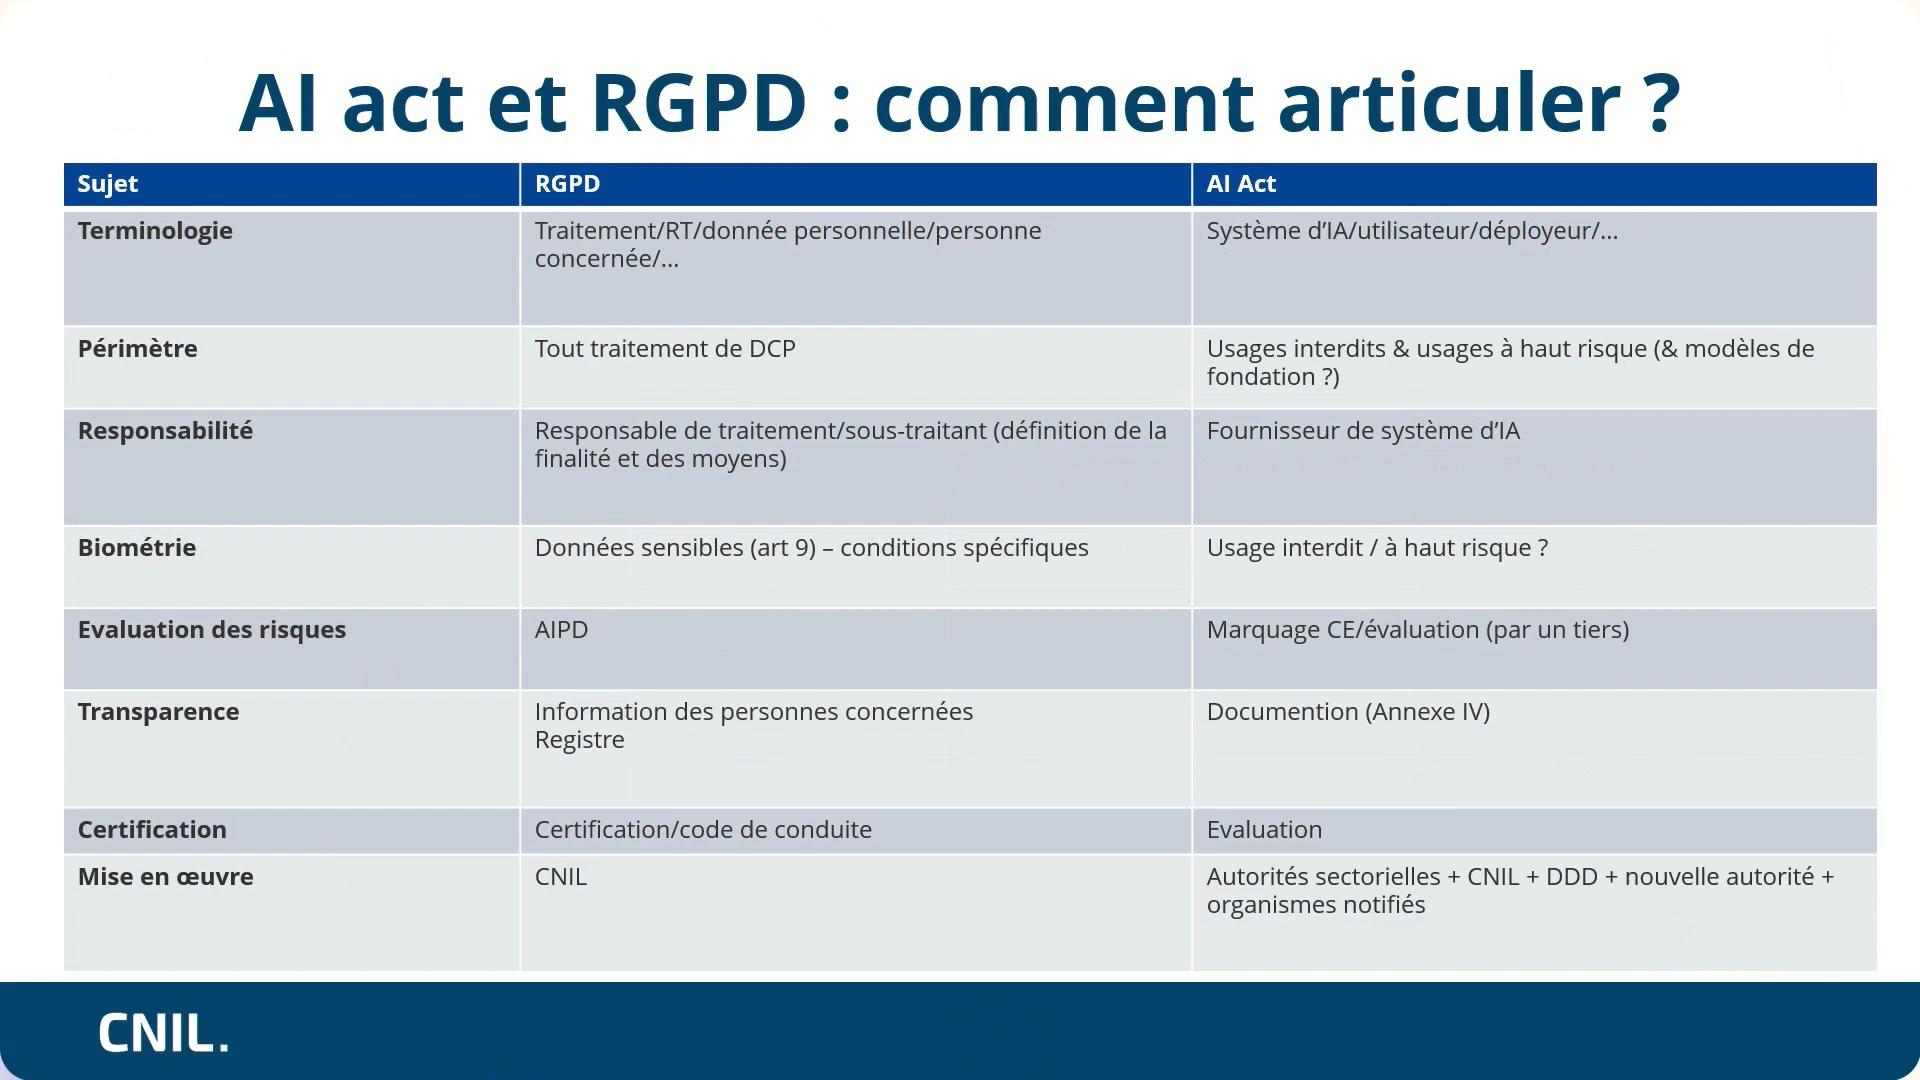 AI act et RGPD : comment articuler ?
Sujet
RGPD
AI Act
Terminologie
Traitement/RT/donnée personnelle/personne
concernée/…
Système d’IA/utilisateur/déployeur/…
Périmètre
Tout traitement de DCP
Usages interdits & usages à haut risque (& modèles de
fondation ?)
Responsabilité
Responsable de traitement/sous-traitant (définition de la
finalité et des moyens)
Fournisseur de système d’IA
Biométrie
Données sensibles (art 9) – conditions spécifiques
Usage interdit / à haut risque ?
Evaluation des risques
AIPD
Marquage CE/évaluation (par un tiers)
Transparence
Information des personnes concernées
Registre
Documention (Annexe IV)
Certification
Certification/code de conduite
Evaluation
Mise en œuvre
CNIL
Autorités sectorielles + CNIL + DDD + nouvelle autorité +
organismes notifiés
CNIL.